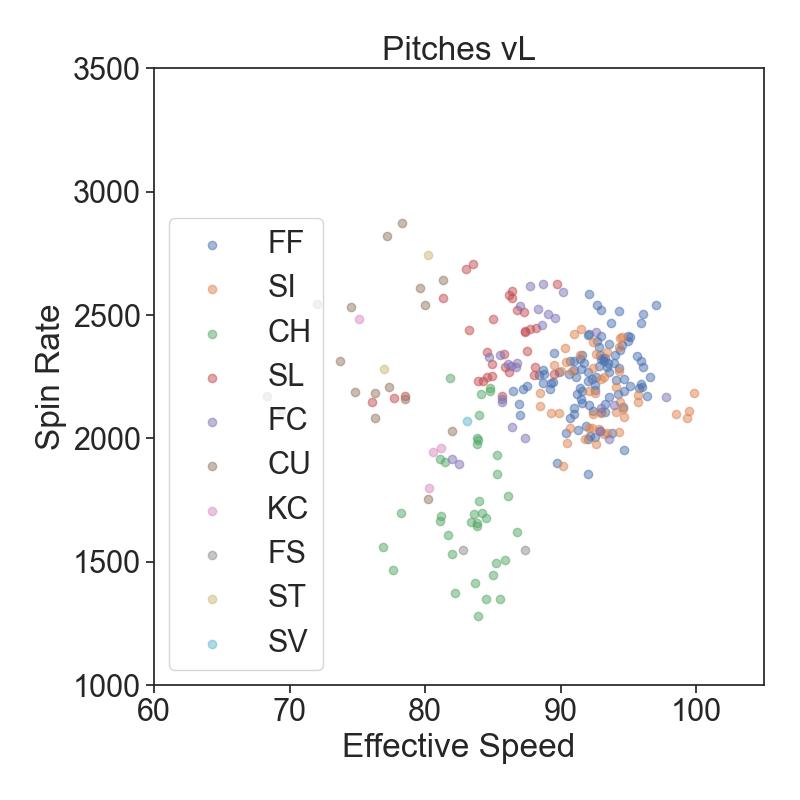 Pitches vL
3500
3000
2500
2000
1500
1000
Spin Rate
FF
SI
CH
SL
FC
CU
KC
FS
ST
SV
60 70 80 90 100
Effective Speed